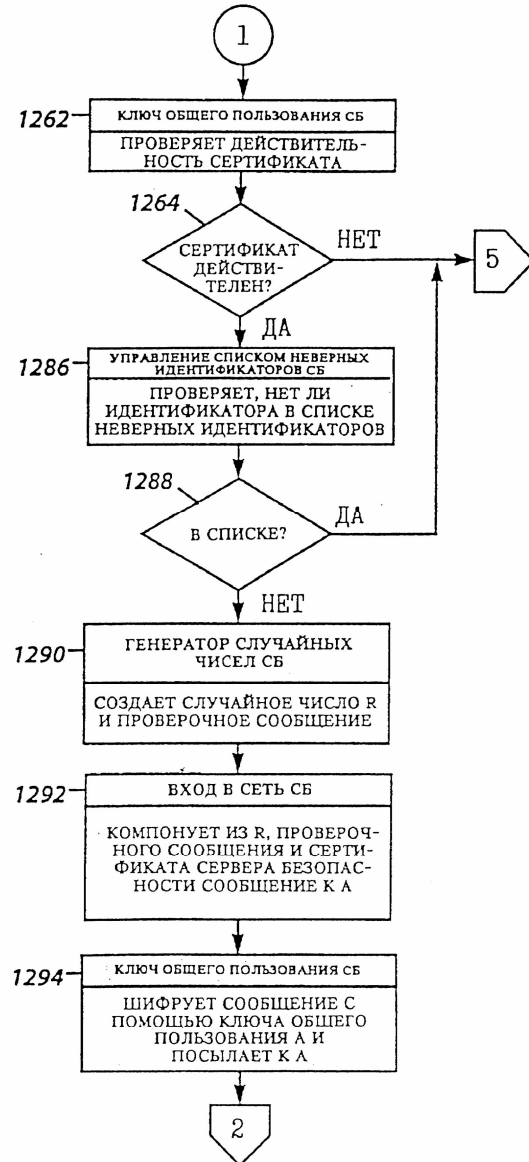 1
1262
КЛЮЧ ОБЩЕГО ПОЛЬЗОВАНИЯ СБ
ПРОВЕРЯЕТ ДЕЙСТВИТЕЛЬ-
НОСТЬ СЕРТИФИКАТА
1264
СЕРТИФИКАТ
ДЕЙСТВИ-
ТЕЛЕН?
НЕТ
5
ДА
1286
УПРАВЛЕНИЕ СПИСКОМ НЕВЕРНЫХ
ИДЕНТИФИКАТОРОВ СБ
ПРОВЕРЯЕТ, НЕТ ЛИ
ИДЕНТИФИКАТОРА В СПИСКЕ
НЕВЕРНЫХ ИДЕНТИФИКАТОРОВ
1288
В СПИСКЕ?
ДА
НЕТ
1290
ГЕНЕРАТОР СЛУЧАЙНЫХ
ЧИСЕЛ СБ
СОЗДАЕТ СЛУЧАЙНОЕ ЧИСЛО R
И ПРОВЕРОЧНОЕ СООБЩЕНИЕ
1292
ВХОД В СЕТЬ СБ
КОМПОНУЕТ ИЗ R, ПРОВЕРОЧ-
НОГО СООБЩЕНИЯ И СЕРТИ-
ФИКАТА СЕРВЕРА БЕЗОПАС-
НОСТИ СООБЩЕНИЕ К А
1294
КЛЮЧ ОБЩЕГО ПОЛЬЗОВАНИЯ СБ
ШИФРУЕТ СООБЩЕНИЕ С
ПОМОЩЬЮ КЛЮЧА ОБЩЕГО
ПОЛЬЗОВАНИЯ А И
ПОСЫЛАЕТ К А
2